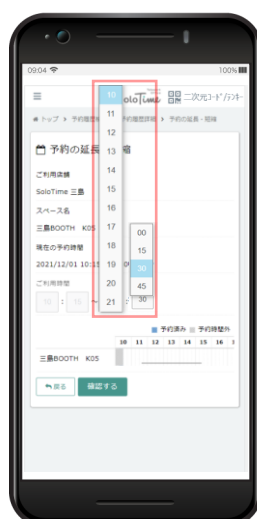 09:04 100%
SoloTime 二次元コード/テンキー
トップ > 予約履歴 予約履歴詳細 > 予約の延長・短縮
予約の延長 縮
ご利用店舗
SoloTime 三島
スペース名
三島BOOTH K05
現在の予約時間
2021/12/01 10:15
ご利用時間
10 : 15 ~ : 30
10
11
12
13
14
15
16
17
18
19
20
21
00
15
30
45
予約済み 予約時間外
10 11 12 13 14 15 16
三島BOOTH K05
戻る 確認する